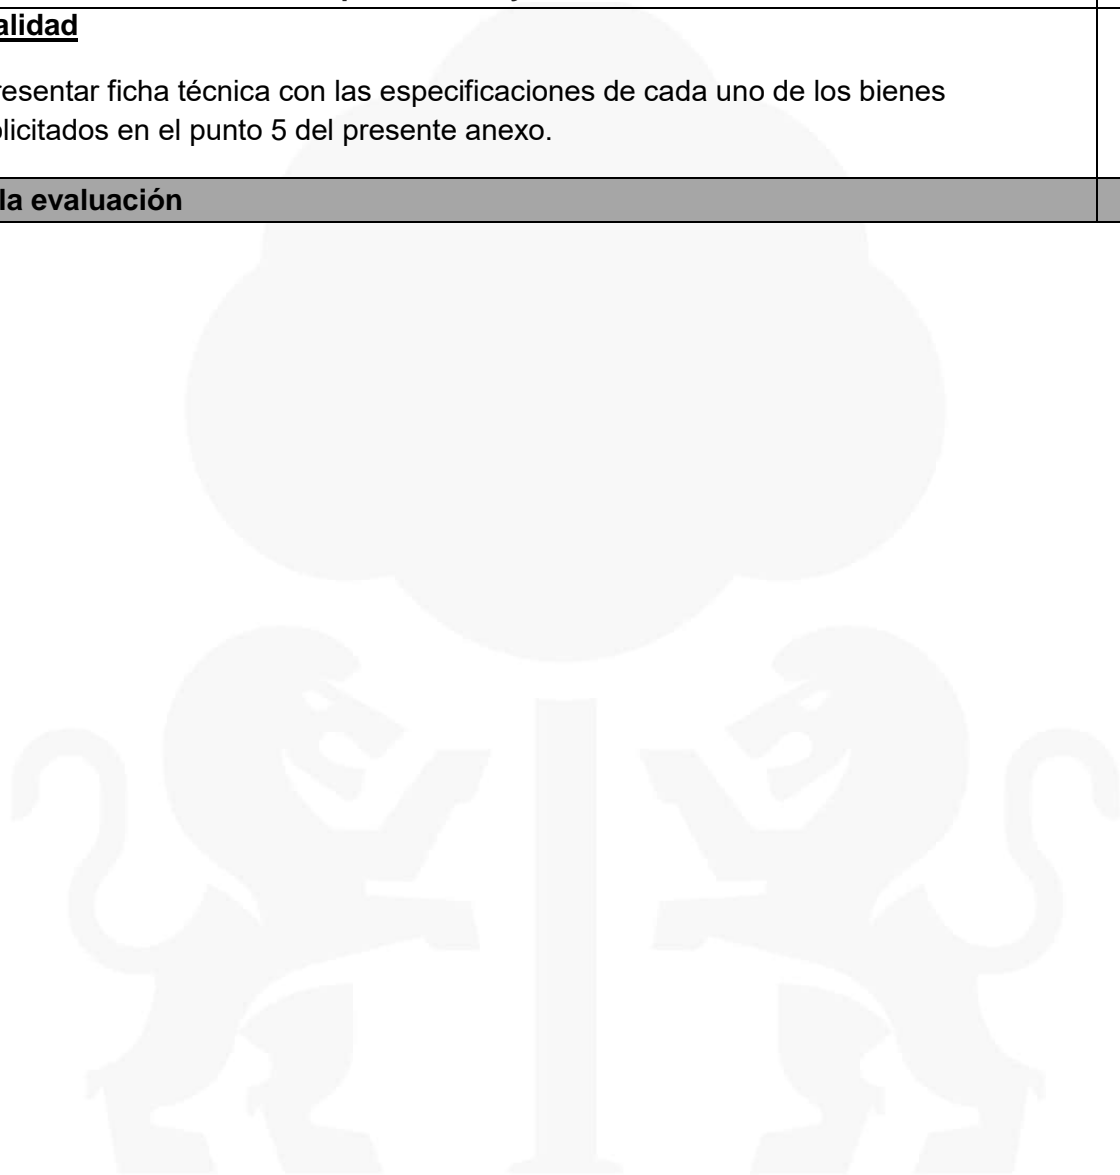 alidad
resentar ficha técnica con las especificaciones de cada uno de los bienes
olicitados en el punto 5 del presente anexo.
la evaluación